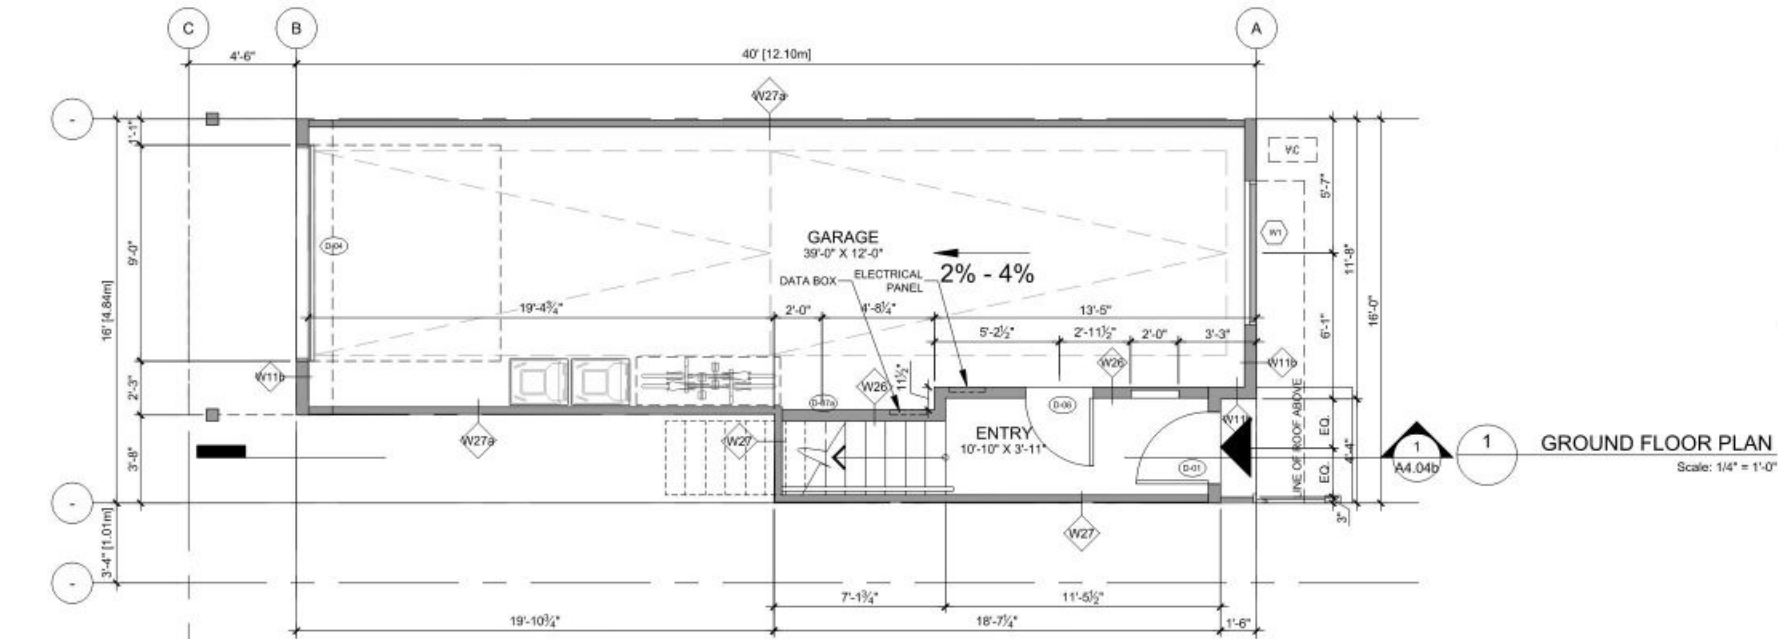 C
B
A
4'-6"
40' [12.10m]
W27a
-
1'-1"
9'-0"
2'-3"
3'-8"
16' [4.84m]
3'-4" [1.01m]
-
-
D-04
GARAGE
39'-0" X 12'-0"
DATA BOX
ELECTRICAL
PANEL
2% - 4%
19'-4¾"
2'-0"
4'-8¼"
13'-5"
5'-2½"
2'-11½"
2'-0"
3'-3"
11½"
W11b
W26
W26
W11b
D-07a
D-06
W27a
W27
ENTRY
10'-10" X 3'-11"
D-01
W27
AC
W1
5'-7"
6'-1"
11'-8"
16'-0"
LINE OF ROOF ABOVE
EQ.
EQ.
4'-4"
3"
1
A4.04b
1
GROUND FLOOR PLAN
Scale: 1/4" = 1'-0"
7'-1¾"
11'-5½"
19'-10¾"
18'-7¼"
1'-6"